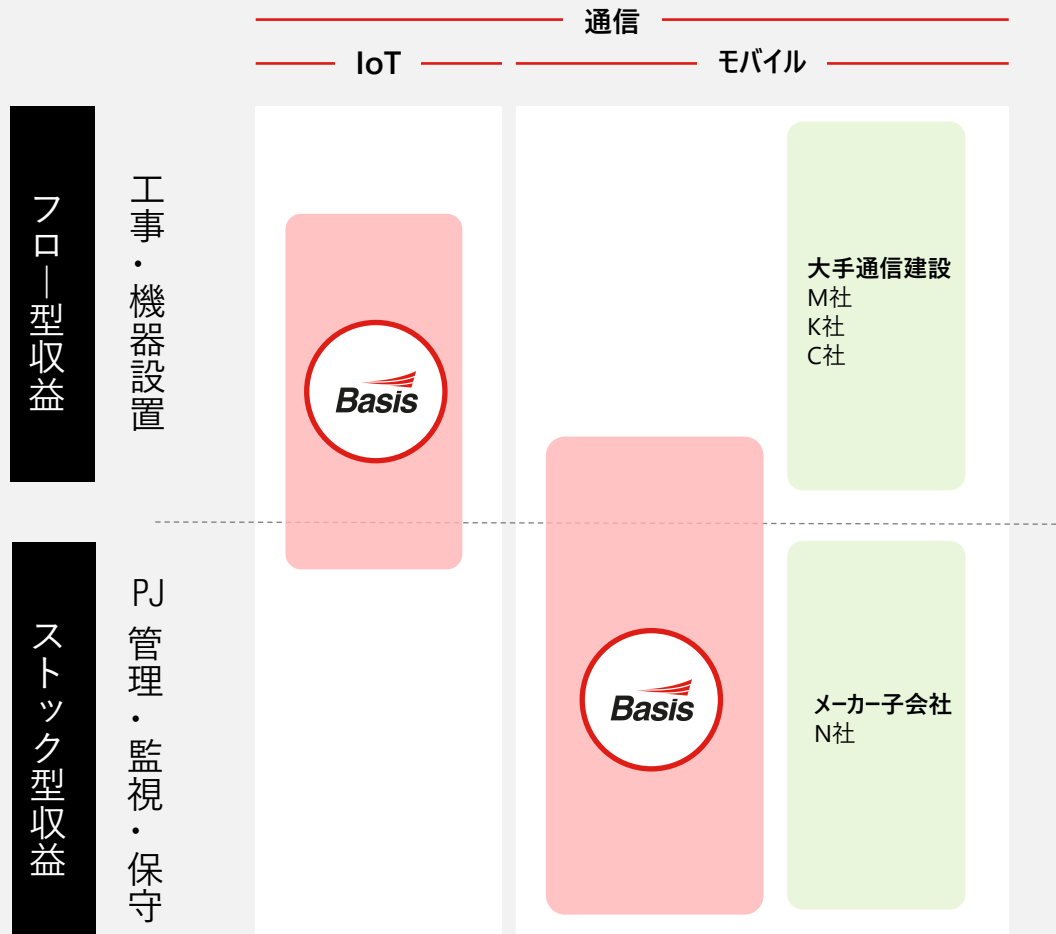 通信
IoT
モバイル
フロー型収益
工事・機器設置
Basis
大手通信建設
M社
K社
C社
ストック型収益
PJ管理・監視・保守
Basis
メーカー子会社
N社